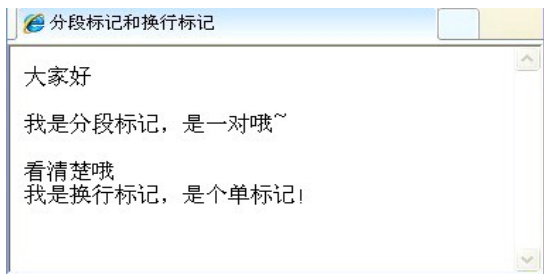 分段标记和换行标记
大家好
我是分段标记，是一对哦~
看清楚哦
我是换行标记，是个单标记!